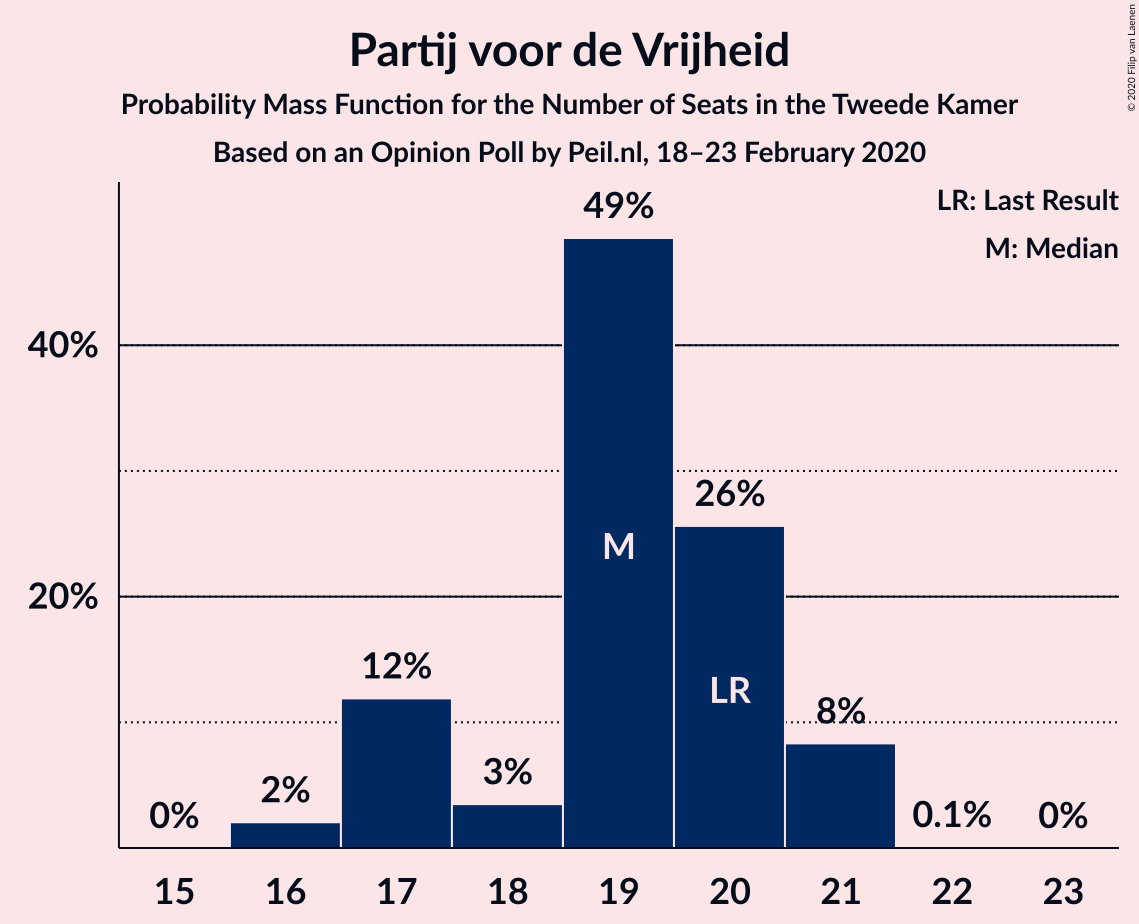 Partij voor de Vrijheid
Probability Mass Function for the Number of Seats in the Tweede Kamer
Based on an Opinion Poll by Peil.nl, 18–23 February 2020
© 2020 Filip van Laenen
LR: Last Result
M: Median
40%
20%
0%
2%
12%
3%
49%
26%
8%
0.1%
0%
M
LR
15 16 17 18 19 20 21 22 23